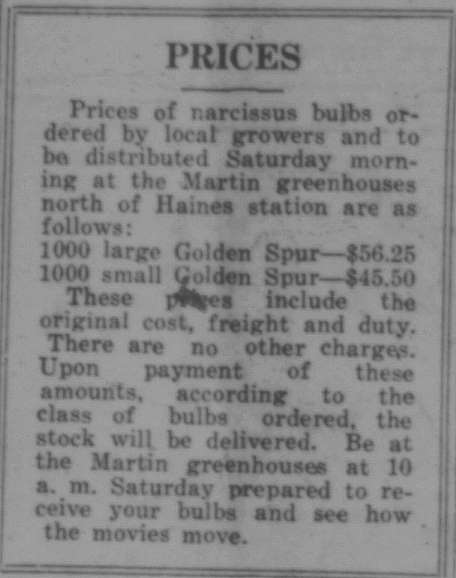 PRICES
Prices of narcissus bulbs or-
dered by local growers and to
be distributed Saturday morn-
ing at the Martin greenhouses
north of Haines station are as
follows:
1000 large Golden Spur—$56.25
1000 small Golden Spur—$45.50
These prices include the
original cost, freight and duty.
There are no other charges.
Upon payment of these
amounts, according to the
class of bulbs ordered, the
stock will be delivered. Be at
the Martin greenhouses at 10
a. m. Saturday prepared to re-
ceive your bulbs and see how
the movies move.